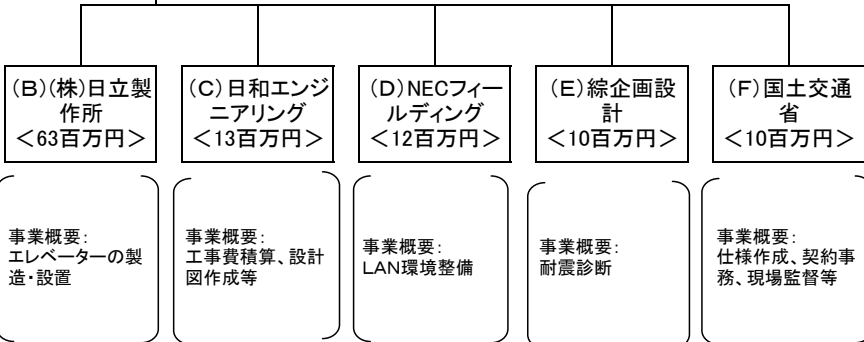 (B)(株)日立製
作所
<63百万円>
(C)日和エンジ
ニアリング
<13百万円>
(D)NECフィー
ルディング
<12百万円>
(E)綜企画設
計
<10百万円>
(F)国土交通
省
<10百万円>
事業概要:
エレベーターの製
造・設置
事業概要:
工事費積算、設計
図作成等
事業概要:
LAN環境整備
事業概要:
耐震診断
事業概要:
仕様作成、契約事
務、現場監督等